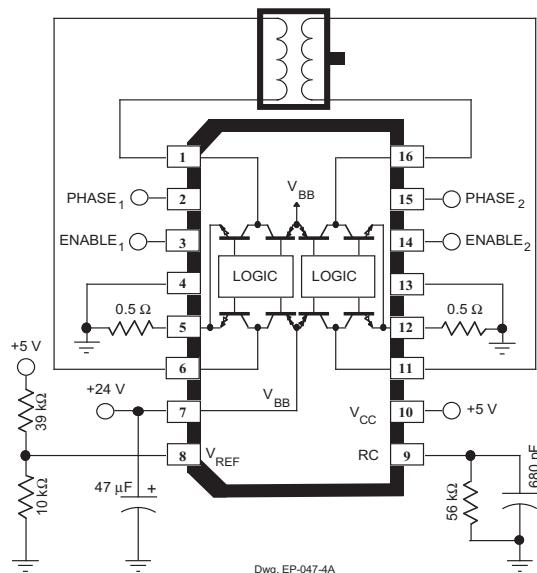 1
16
PHASE1
2
VBB
15
PHASE2
ENABLE1
3
14
ENABLE2
4
LOGIC
LOGIC
13
0.5 Ω
5
12
0.5 Ω
+5 V
6
11
39 kΩ
+24 V
7
VBB
VCC
10
+5 V
8
VREF
RC
9
10 kΩ
47 µF
+
56 kΩ
680 pF
Dwg. EP-047-4A